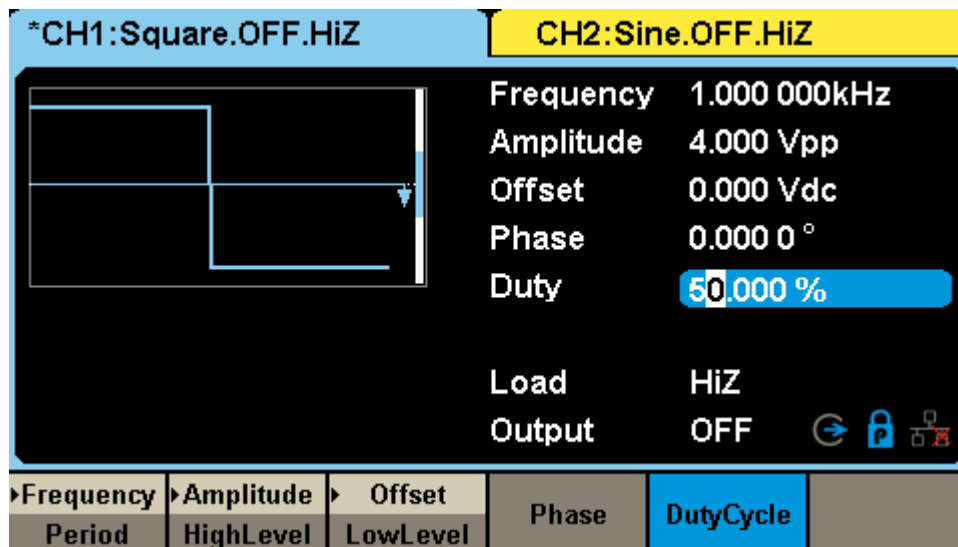 *CH1:Square.OFF.HiZ CH2:Sine.OFF.HiZ
Frequency 1.000 000kHz
Amplitude 4.000 Vpp
Offset 0.000 Vdc
Phase 0.000 0 °
Duty 50.000 %
Load HiZ
Output OFF
P
Frequency Amplitude Offset Phase DutyCycle
Period HighLevel LowLevel